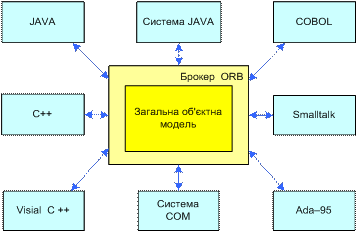 JAVA
Система JAVA
COBOL
Брокер ORB
C++
Загальна об'єктна
модель
Smalltalk
Visial C ++
Система
COM
Ada–95